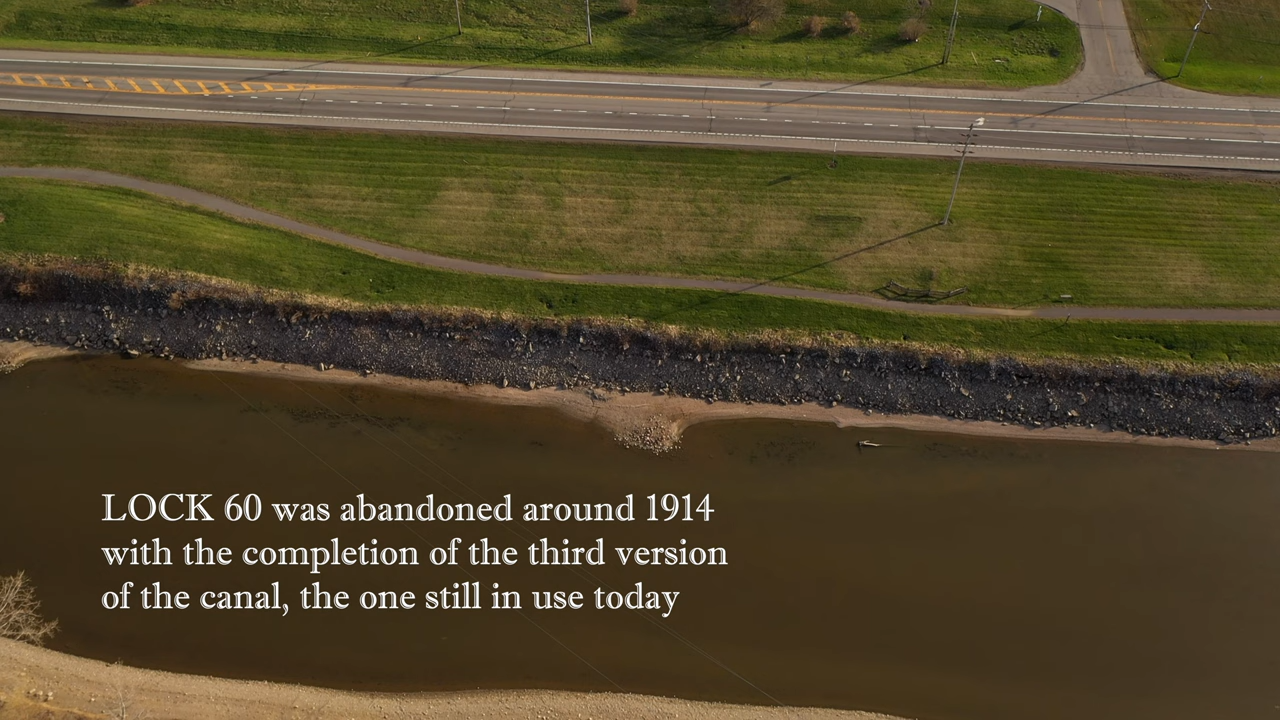 LOCK 60 was abandoned around 1914
with the completion of the third version
of the canal, the one still in use today